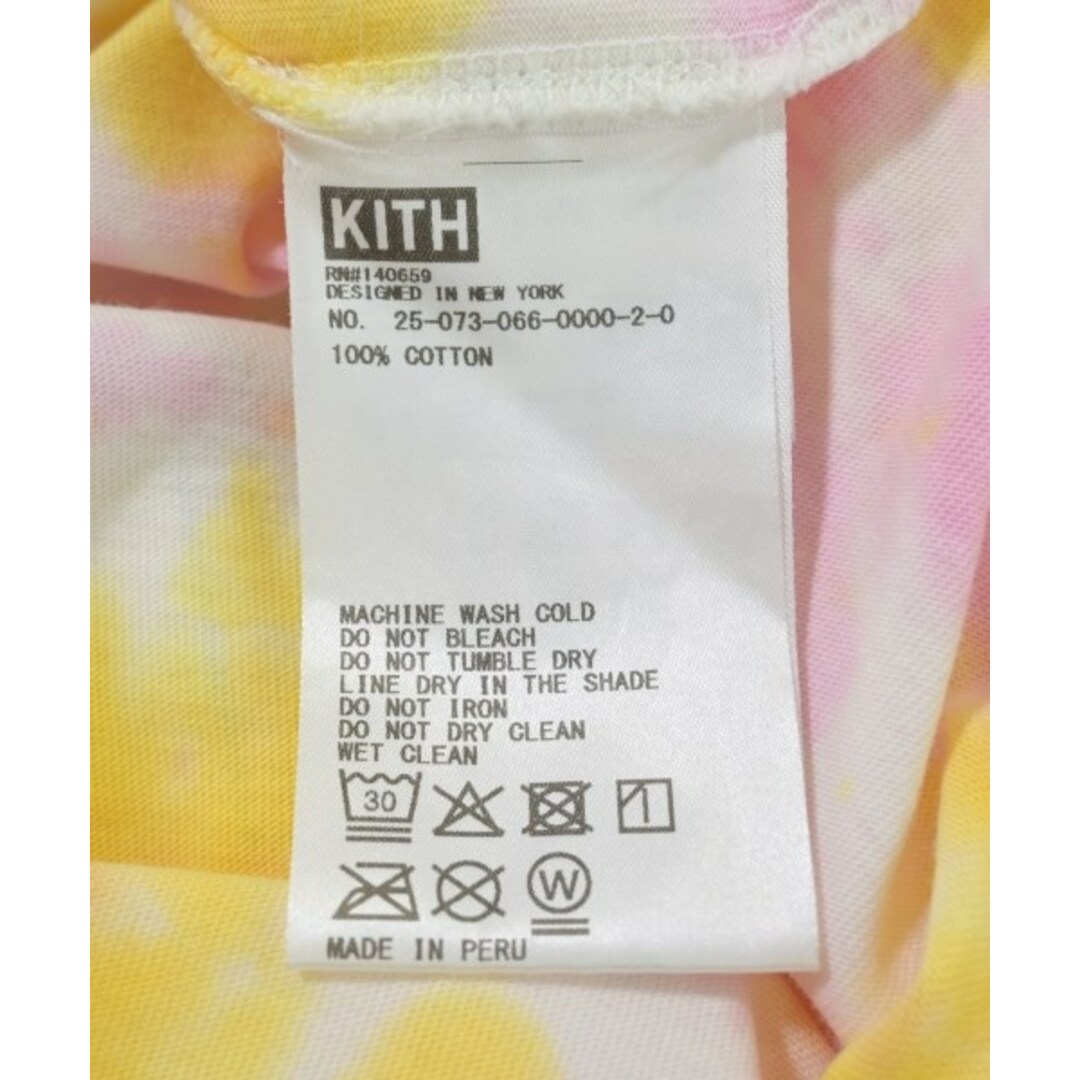 KITH
RN#140659
DESIGNED IN NEW YORK
NO. 25-073-066-0000-2-0
100% COTTON
MACHINE WASH COLD
DO NOT BLEACH
DO NOT TUMBLE DRY
LINE DRY IN THE SHADE
DO NOT IRON
DO NOT DRY CLEAN
WET CLEAN
30
W
MADE IN PERU